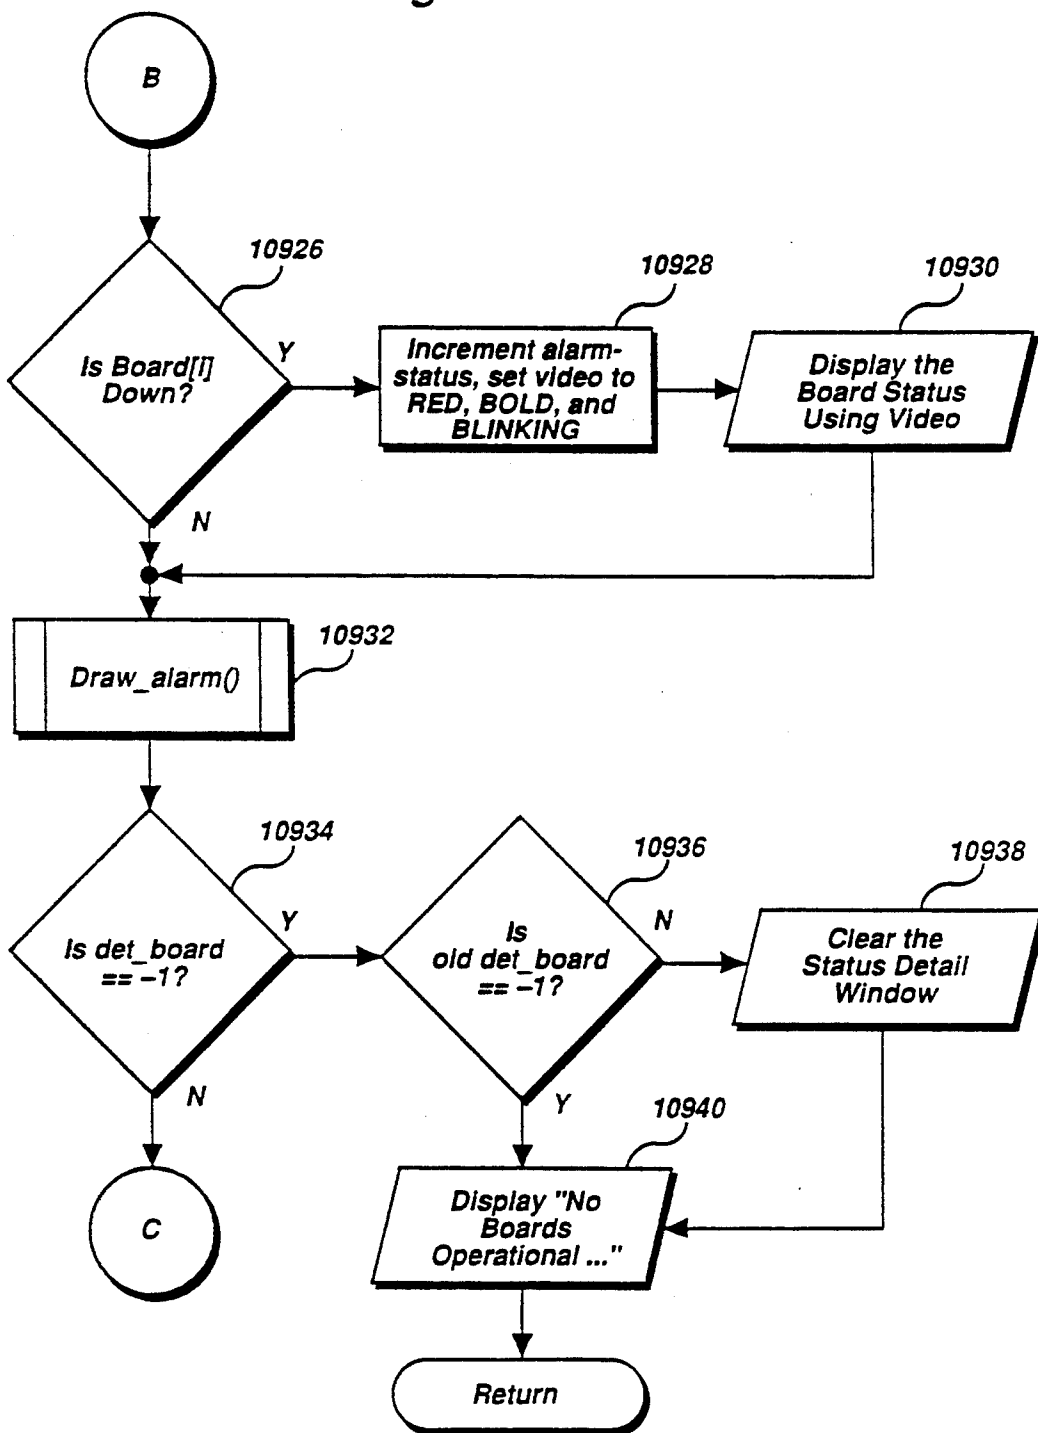 B
10926
Is Board[i]
Down?
Y
N
10928
Increment alarm-
status, set video to
RED, BOLD, and
BLINKING
10930
Display the
Board Status
Using Video
10932
Draw_alarm()
10934
Is det_board
== –1?
Y
N
10936
Is
old det_board
== –1?
N
Y
10938
Clear the
Status Detail
Window
10940
Display "No
Boards
Operational ..."
C
Return